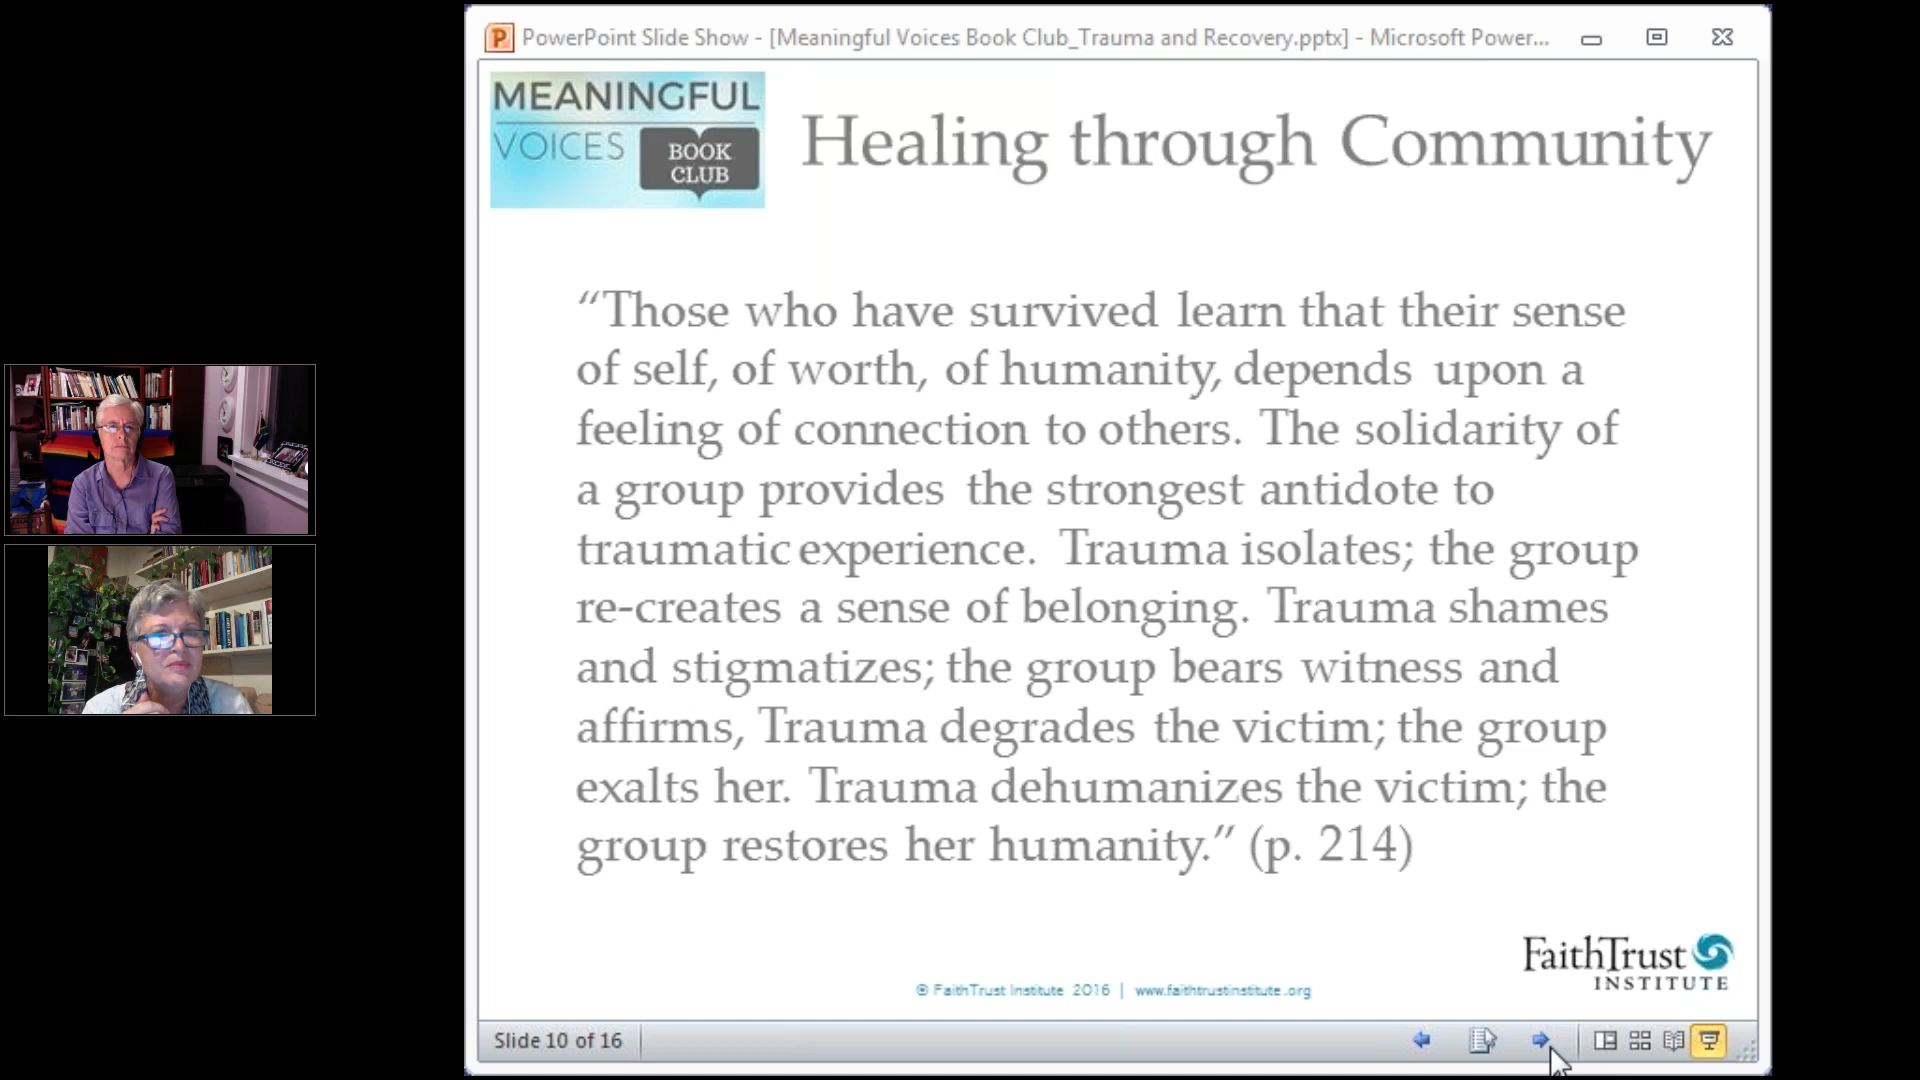 PowerPoint Slide Show - [Meaningful Voices Book Club_Trauma and Recovery.pptx] - Microsoft Power...
MEANINGFUL
VOICES
BOOK
CLUB
Healing through Community
“Those who have survived learn that their sense
of self, of worth, of humanity, depends upon a
feeling of connection to others. The solidarity of
a group provides the strongest antidote to
traumatic experience. Trauma isolates; the group
re-creates a sense of belonging. Trauma shames
and stigmatizes; the group bears witness and
affirms, Trauma degrades the victim; the group
exalts her. Trauma dehumanizes the victim; the
group restores her humanity.” (p. 214)
FaithTrust
INSTITUTE
© FaithTrust Institute 2016 | www.faithtrustinstitute.org
Slide 10 of 16